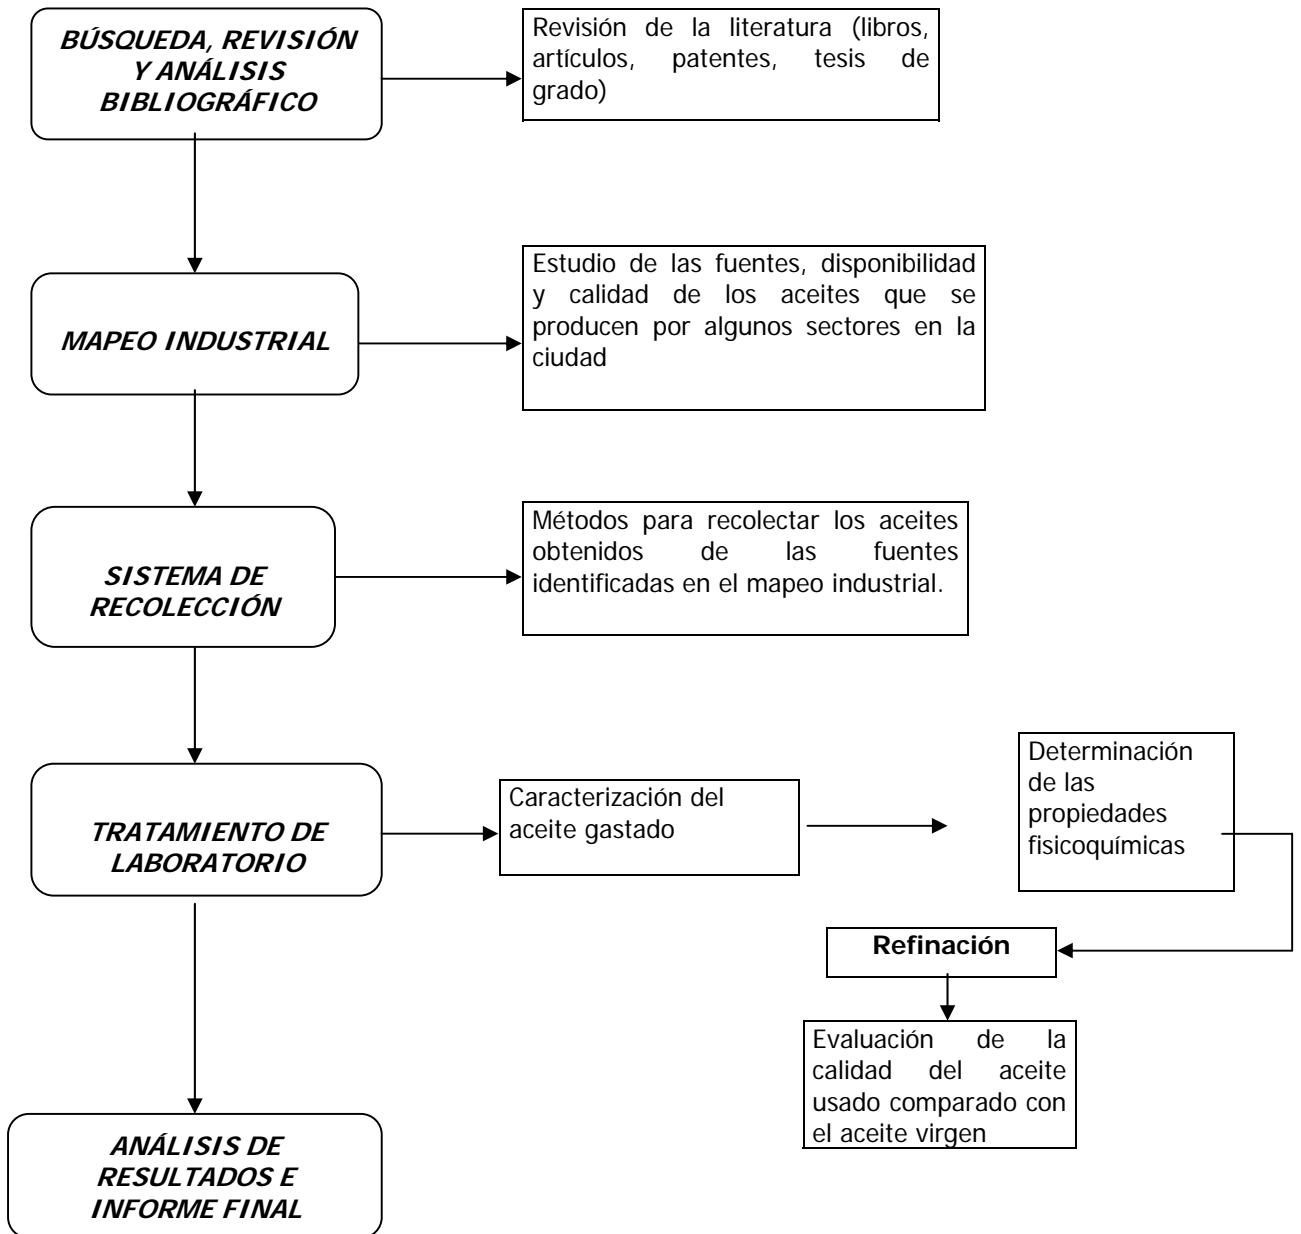 BÚSQUEDA, REVISIÓN
Y ANÁLISIS
BIBLIOGRÁFICO
Revisión de la literatura (libros,
artículos, patentes, tesis de
grado)
MAPEO INDUSTRIAL
Estudio de las fuentes, disponibilidad
y calidad de los aceites que se
producen por algunos sectores en la
ciudad
SISTEMA DE
RECOLECCIÓN
Métodos para recolectar los aceites
obtenidos de las fuentes
identificadas en el mapeo industrial.
TRATAMIENTO DE
LABORATORIO
Caracterización del
aceite gastado
Determinación
de las
propiedades
fisicoquímicas
Refinación
Evaluación de la
calidad del aceite
usado comparado con
el aceite virgen
ANÁLISIS DE
RESULTADOS E
INFORME FINAL